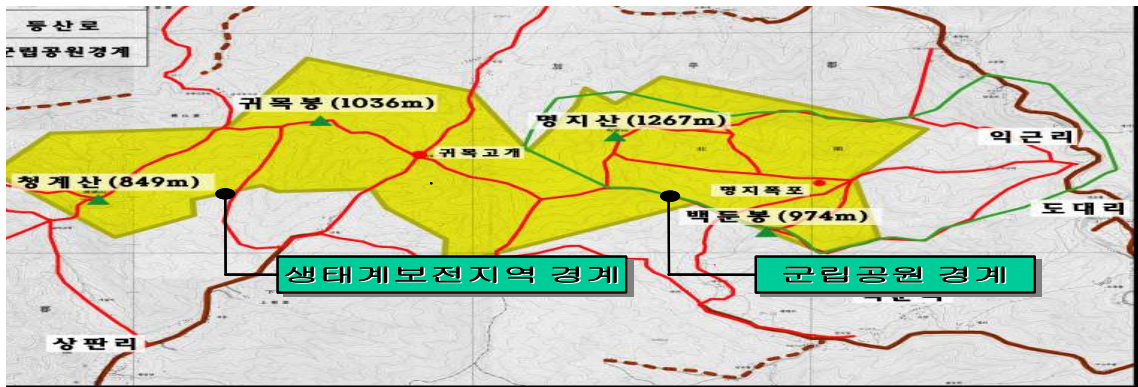 등산로
군립공원경계
귀목봉 (1036m)
명지산 (1267m)
귀목고개
익근리
청계산 (849m)
명지폭포
백둔봉 (974m)
도대리
생태계보전지역 경계
군립공원 경계
상판리